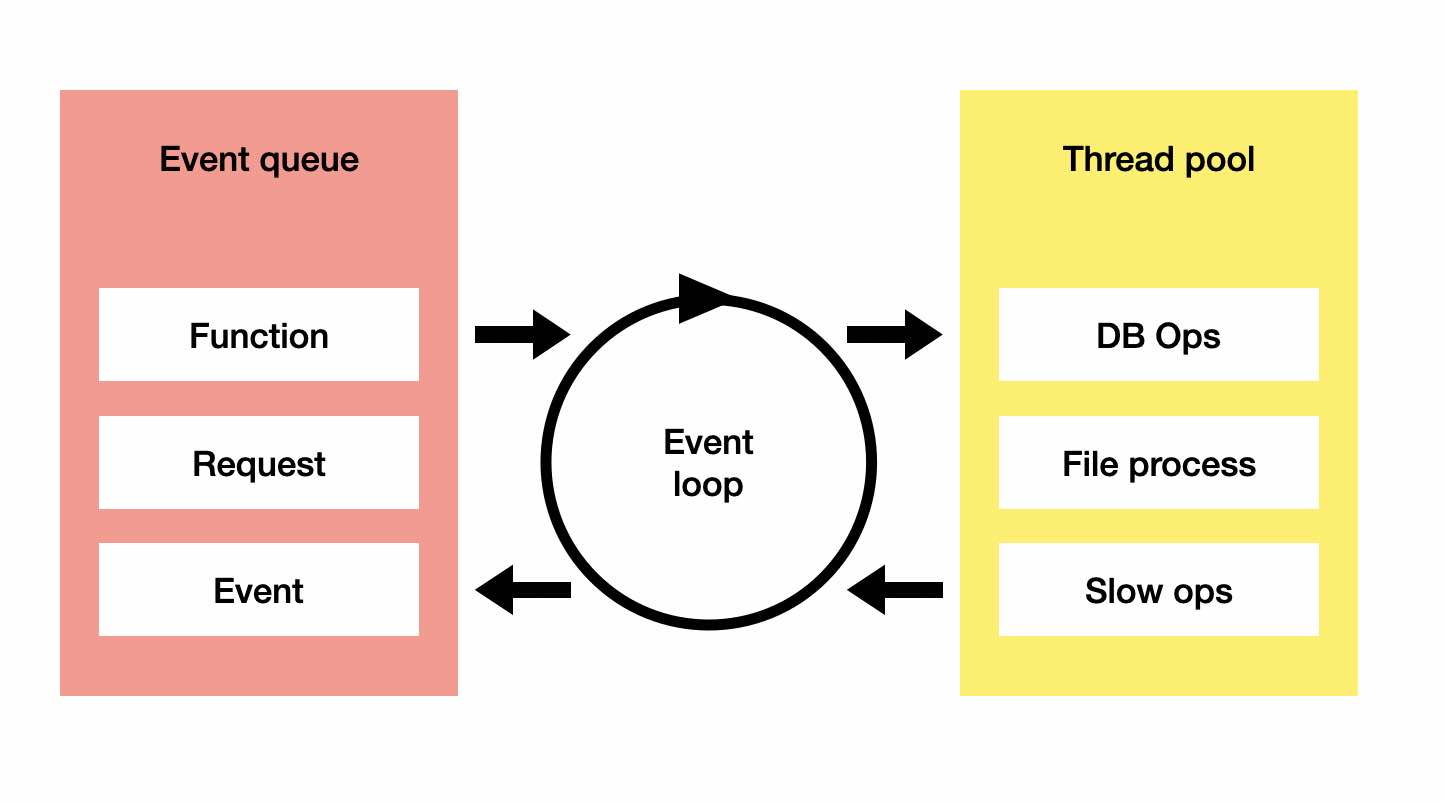 Event queue
Function
Request
Event
Event
loop
Thread pool
DB Ops
File process
Slow ops